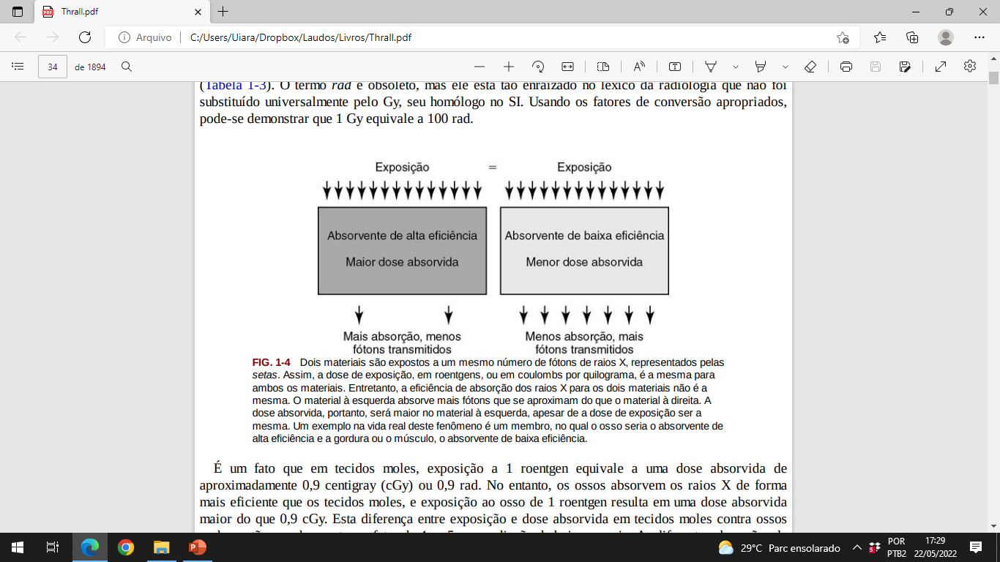 Thrall.pdf
Arquivo C:/Users/Uiara/Dropbox/Laudos/Livros/Thrall.pdf
34 de 1894
(Tabela 1-3). O termo rad é obsoleto, mas ele está tão enraizado no léxico da radiologia que não foi
substituído universalmente pelo Gy, seu homólogo no SI. Usando os fatores de conversão apropriados,
pode-se demonstrar que 1 Gy equivale a 100 rad.
Exposição = Exposição
Absorvente de alta eficiência
Maior dose absorvida
Absorvente de baixa eficiência
Menor dose absorvida
Mais absorção, menos
fótons transmitidos
Menos absorção, mais
fótons transmitidos
FIG. 1-4 Dois materiais são expostos a um mesmo número de fótons de raios X, representados pelas
setas. Assim, a dose de exposição, em roentgens, ou em coulombs por quilograma, é a mesma para
ambos os materiais. Entretanto, a eficiência de absorção dos raios X para os dois materiais não é a
mesma. O material à esquerda absorve mais fótons que se aproximam do que o material à direita. A
dose absorvida, portanto, será maior no material à esquerda, apesar de a dose de exposição ser a
mesma. Um exemplo na vida real deste fenômeno é um membro, no qual o osso seria o absorvente de
alta eficiência e a gordura ou o músculo, o absorvente de baixa eficiência.
É um fato que em tecidos moles, exposição a 1 roentgen equivale a uma dose absorvida de
aproximadamente 0,9 centigray (cGy) ou 0,9 rad. No entanto, os ossos absorvem os raios X de forma
mais eficiente que os tecidos moles, e exposição ao osso de 1 roentgen resulta em uma dose absorvida
maior do que 0,9 cGy. Esta diferença entre exposição e dose absorvida em tecidos moles contra ossos
29°C Parc ensolarado
POR
PTB2
17:29
22/05/2022